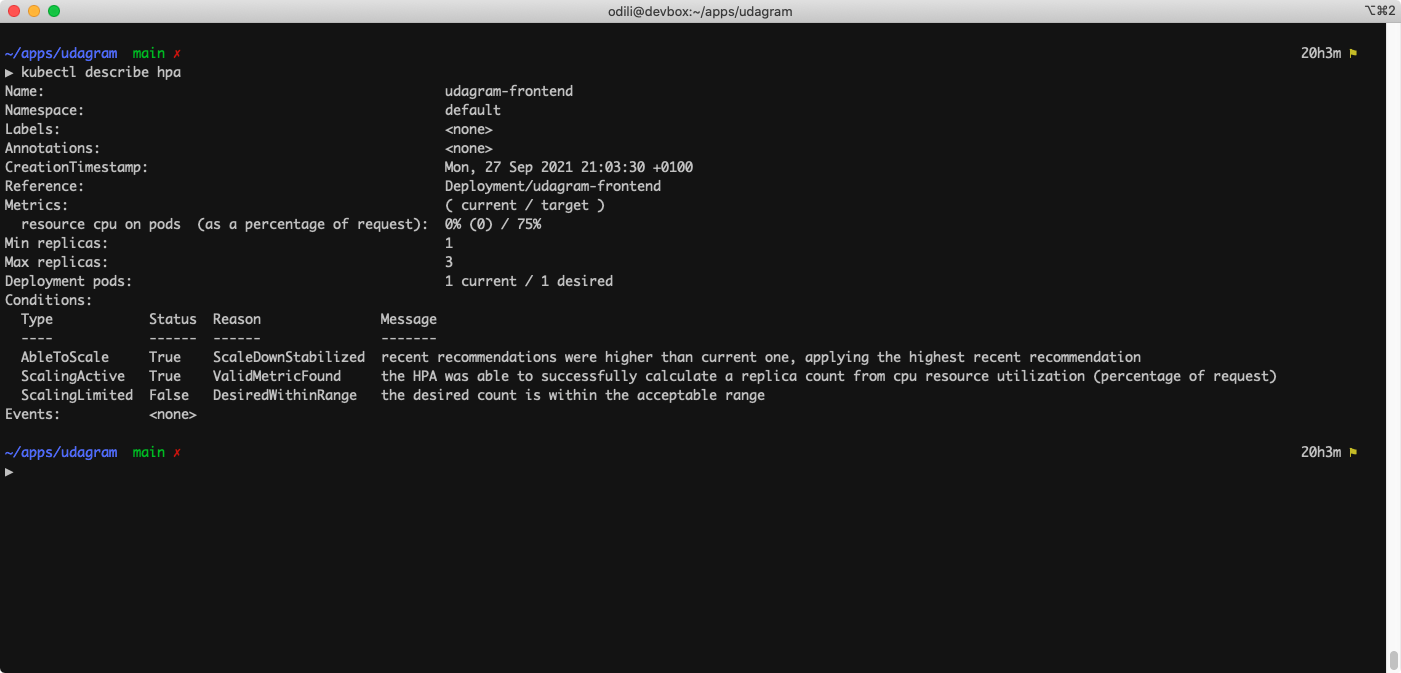 odili@devbox:~/apps/udagram ⌥⌘2
~/apps/udagram main ✗ 20h3m ⚑
▶ kubectl describe hpa
Name: udagram-frontend
Namespace: default
Labels: <none>
Annotations: <none>
CreationTimestamp: Mon, 27 Sep 2021 21:03:30 +0100
Reference: Deployment/udagram-frontend
Metrics: ( current / target )
  resource cpu on pods  (as a percentage of request): 0% (0) / 75%
Min replicas: 1
Max replicas: 3
Deployment pods: 1 current / 1 desired
Conditions:
  Type Status Reason Message
  ---- ------ ------ -------
  AbleToScale True ScaleDownStabilized recent recommendations were higher than current one, applying the highest recent recommendation
  ScalingActive True ValidMetricFound the HPA was able to successfully calculate a replica count from cpu resource utilization (percentage of request)
  ScalingLimited False DesiredWithinRange the desired count is within the acceptable range
Events: <none>
~/apps/udagram main ✗ 20h3m ⚑
▶